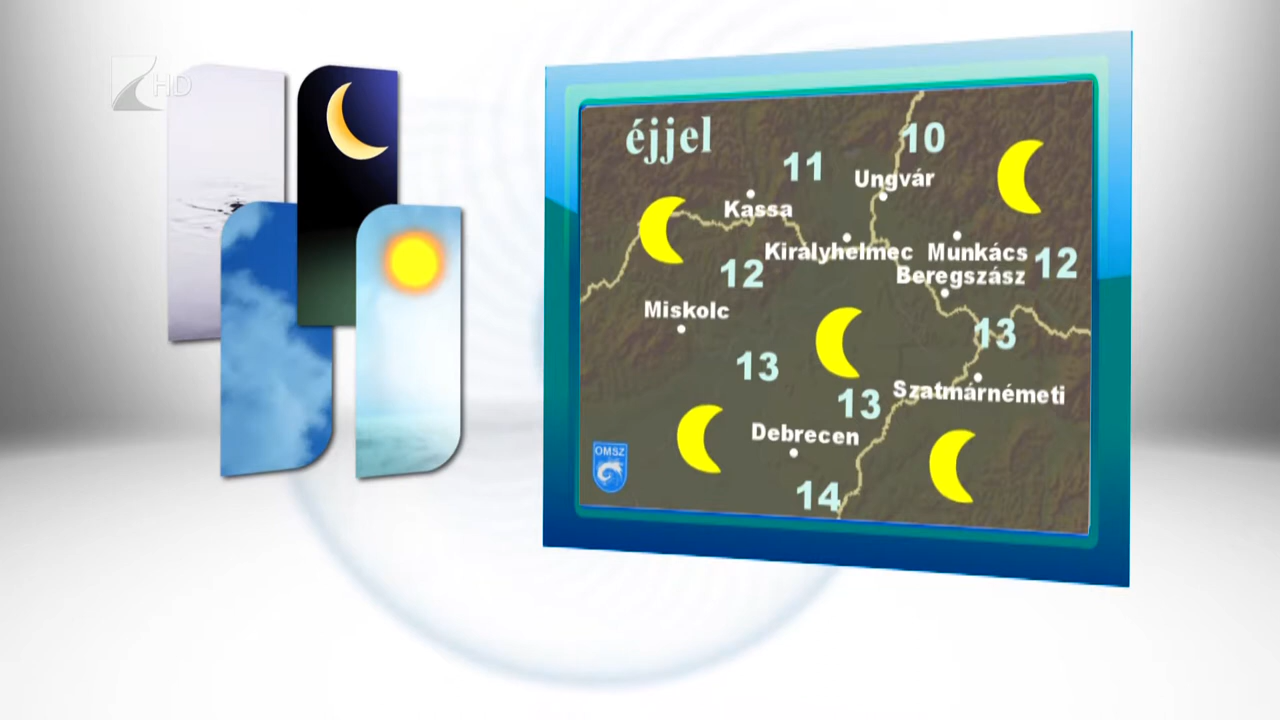 HD
éjjel
10
11
Ungvár
Kassa
Királyhelmec
Munkács
12
12
Beregszász
Miskolc
13
13
Szatmárnémeti
13
Debrecen
OMSZ
14